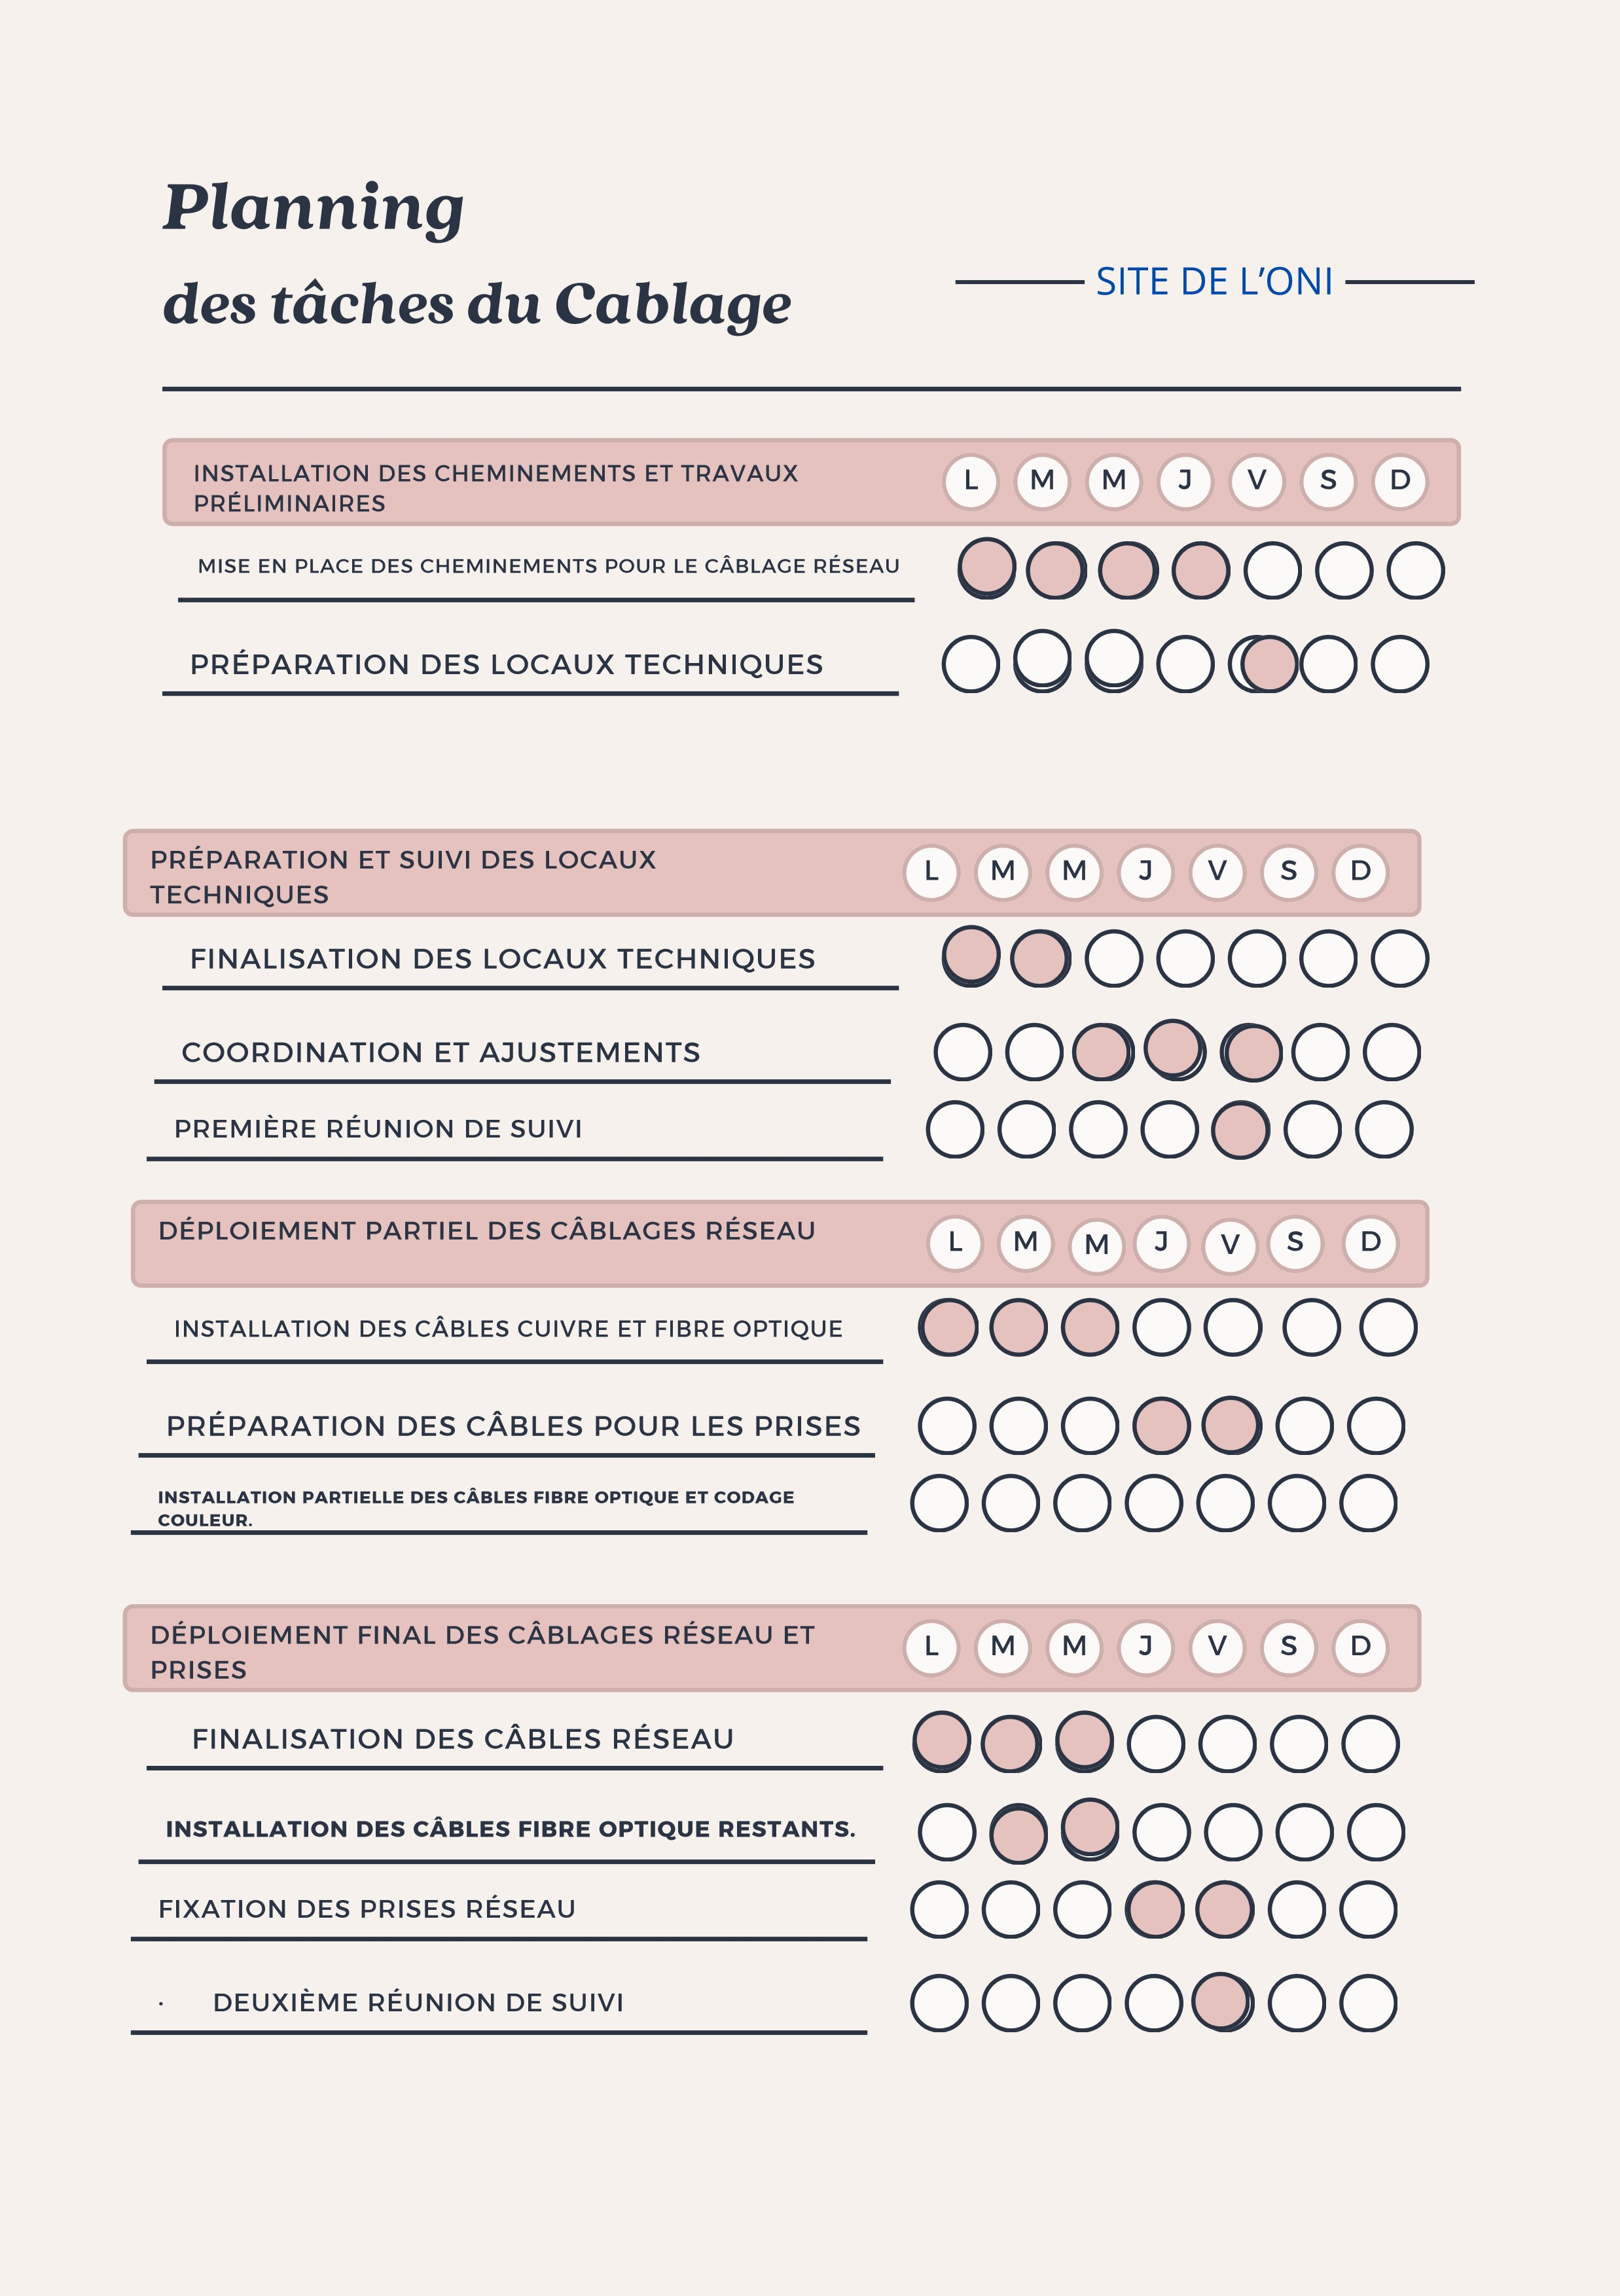 Planning
des tâches du Cablage
SITE DE L’ONI
INSTALLATION DES CHEMINEMENTS ET TRAVAUX
PRÉLIMINAIRES
L M M J V S D
MISE EN PLACE DES CHEMINEMENTS POUR LE CÂBLAGE RÉSEAU
PRÉPARATION DES LOCAUX TECHNIQUES
PRÉPARATION ET SUIVI DES LOCAUX
TECHNIQUES
L M M J V S D
FINALISATION DES LOCAUX TECHNIQUES
COORDINATION ET AJUSTEMENTS
PREMIÈRE RÉUNION DE SUIVI
DÉPLOIEMENT PARTIEL DES CÂBLAGES RÉSEAU
L M M J V S D
INSTALLATION DES CÂBLES CUIVRE ET FIBRE OPTIQUE
PRÉPARATION DES CÂBLES POUR LES PRISES
INSTALLATION PARTIELLE DES CÂBLES FIBRE OPTIQUE ET CODAGE
COULEUR.
DÉPLOIEMENT FINAL DES CÂBLAGES RÉSEAU ET
PRISES
L M M J V S D
FINALISATION DES CÂBLES RÉSEAU
INSTALLATION DES CÂBLES FIBRE OPTIQUE RESTANTS.
FIXATION DES PRISES RÉSEAU
· DEUXIÈME RÉUNION DE SUIVI